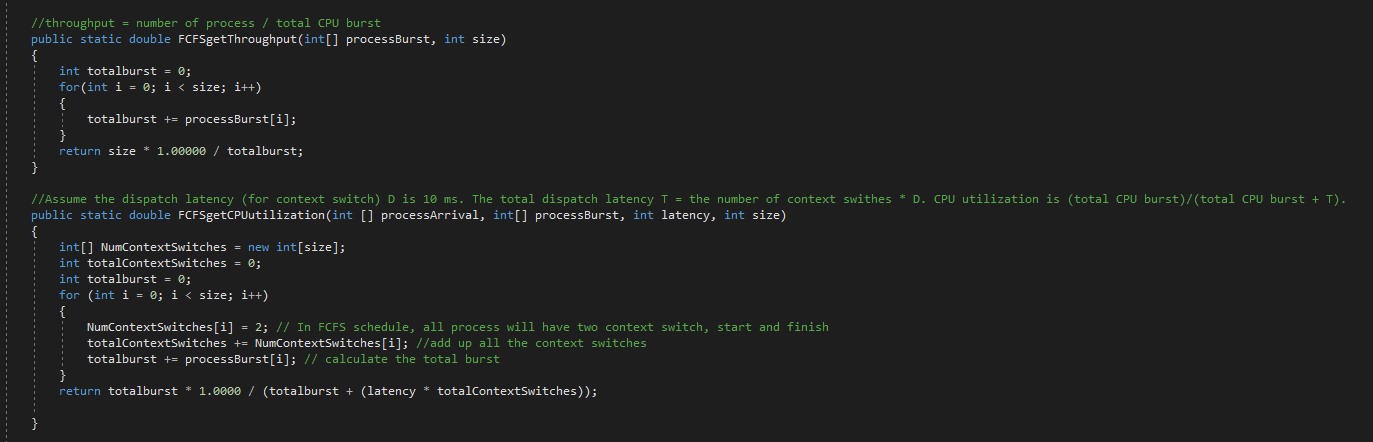 //throughput = number of process / total CPU burst
public static double FCFSgetThroughput(int[] processBurst, int size)
{
int totalburst = 0;
for(int i = 0; i < size; i++)
{
totalburst += processBurst[i];
}
return size * 1.00000 / totalburst;
}
//Assume the dispatch latency (for context switch) D is 10 ms. The total dispatch latency T = the number of context swithes * D. CPU utilization is (total CPU burst)/(total CPU burst + T).
public static double FCFSgetCPUutilization(int [] processArrival, int[] processBurst, int latency, int size)
{
int[] NumContextSwitches = new int[size];
int totalContextSwitches = 0;
int totalburst = 0;
for (int i = 0; i < size; i++)
{
NumContextSwitches[i] = 2; // In FCFS schedule, all process will have two context switch, start and finish
totalContextSwitches += NumContextSwitches[i]; //add up all the context switches
totalburst += processBurst[i]; // calculate the total burst
}
return totalburst * 1.0000 / (totalburst + (latency * totalContextSwitches));
}